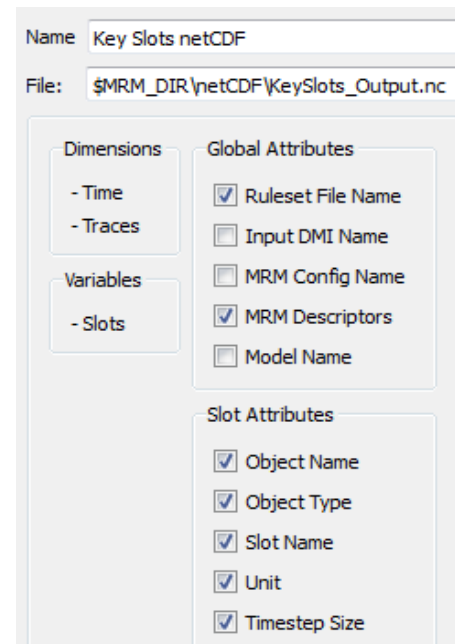 Name Key Slots netCDF
File: $MRM_DIR\netCDF\KeySlots_Output.nc
Dimensions
- Time
- Traces
Variables
- Slots
Global Attributes
Ruleset File Name
Input DMI Name
MRM Config Name
MRM Descriptors
Model Name
Slot Attributes
Object Name
Object Type
Slot Name
Unit
Timestep Size